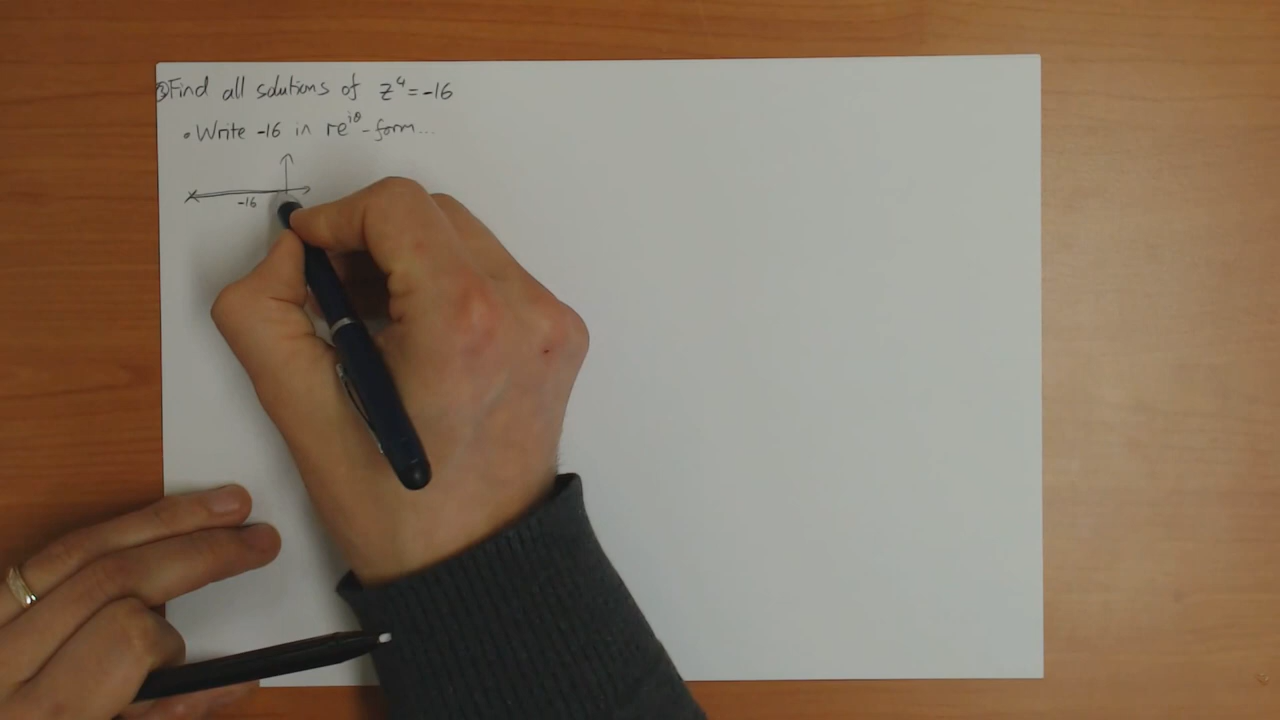 ③Find all solutions of z⁴=-16
• Write -16 in re^{iθ}-form...
-16